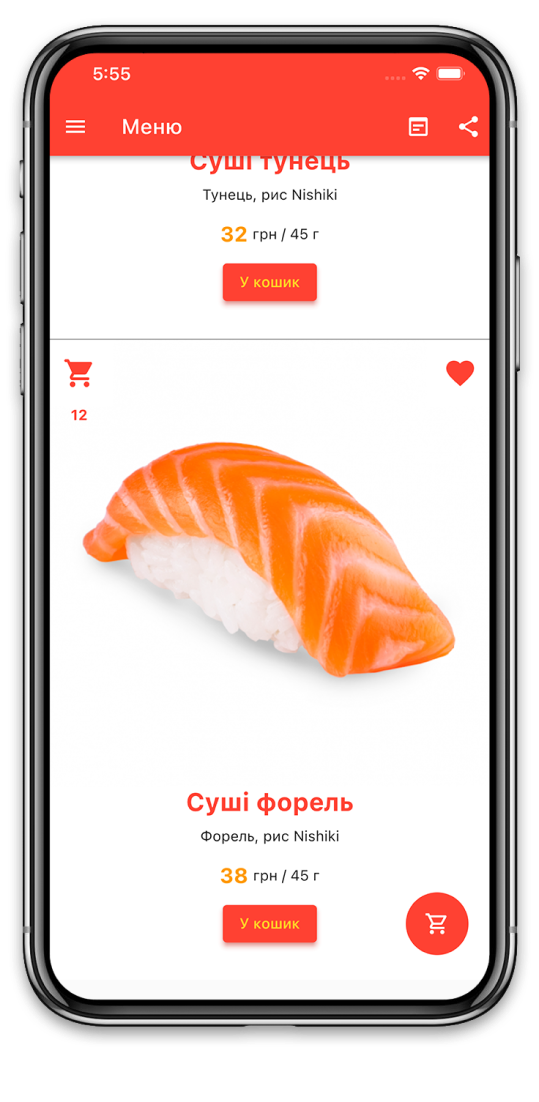 5:55
Меню
Суші тунець
Тунець, рис Nishiki
32 грн / 45 г
У кошик
12
Суші форель
Форель, рис Nishiki
38 грн / 45 г
У кошик